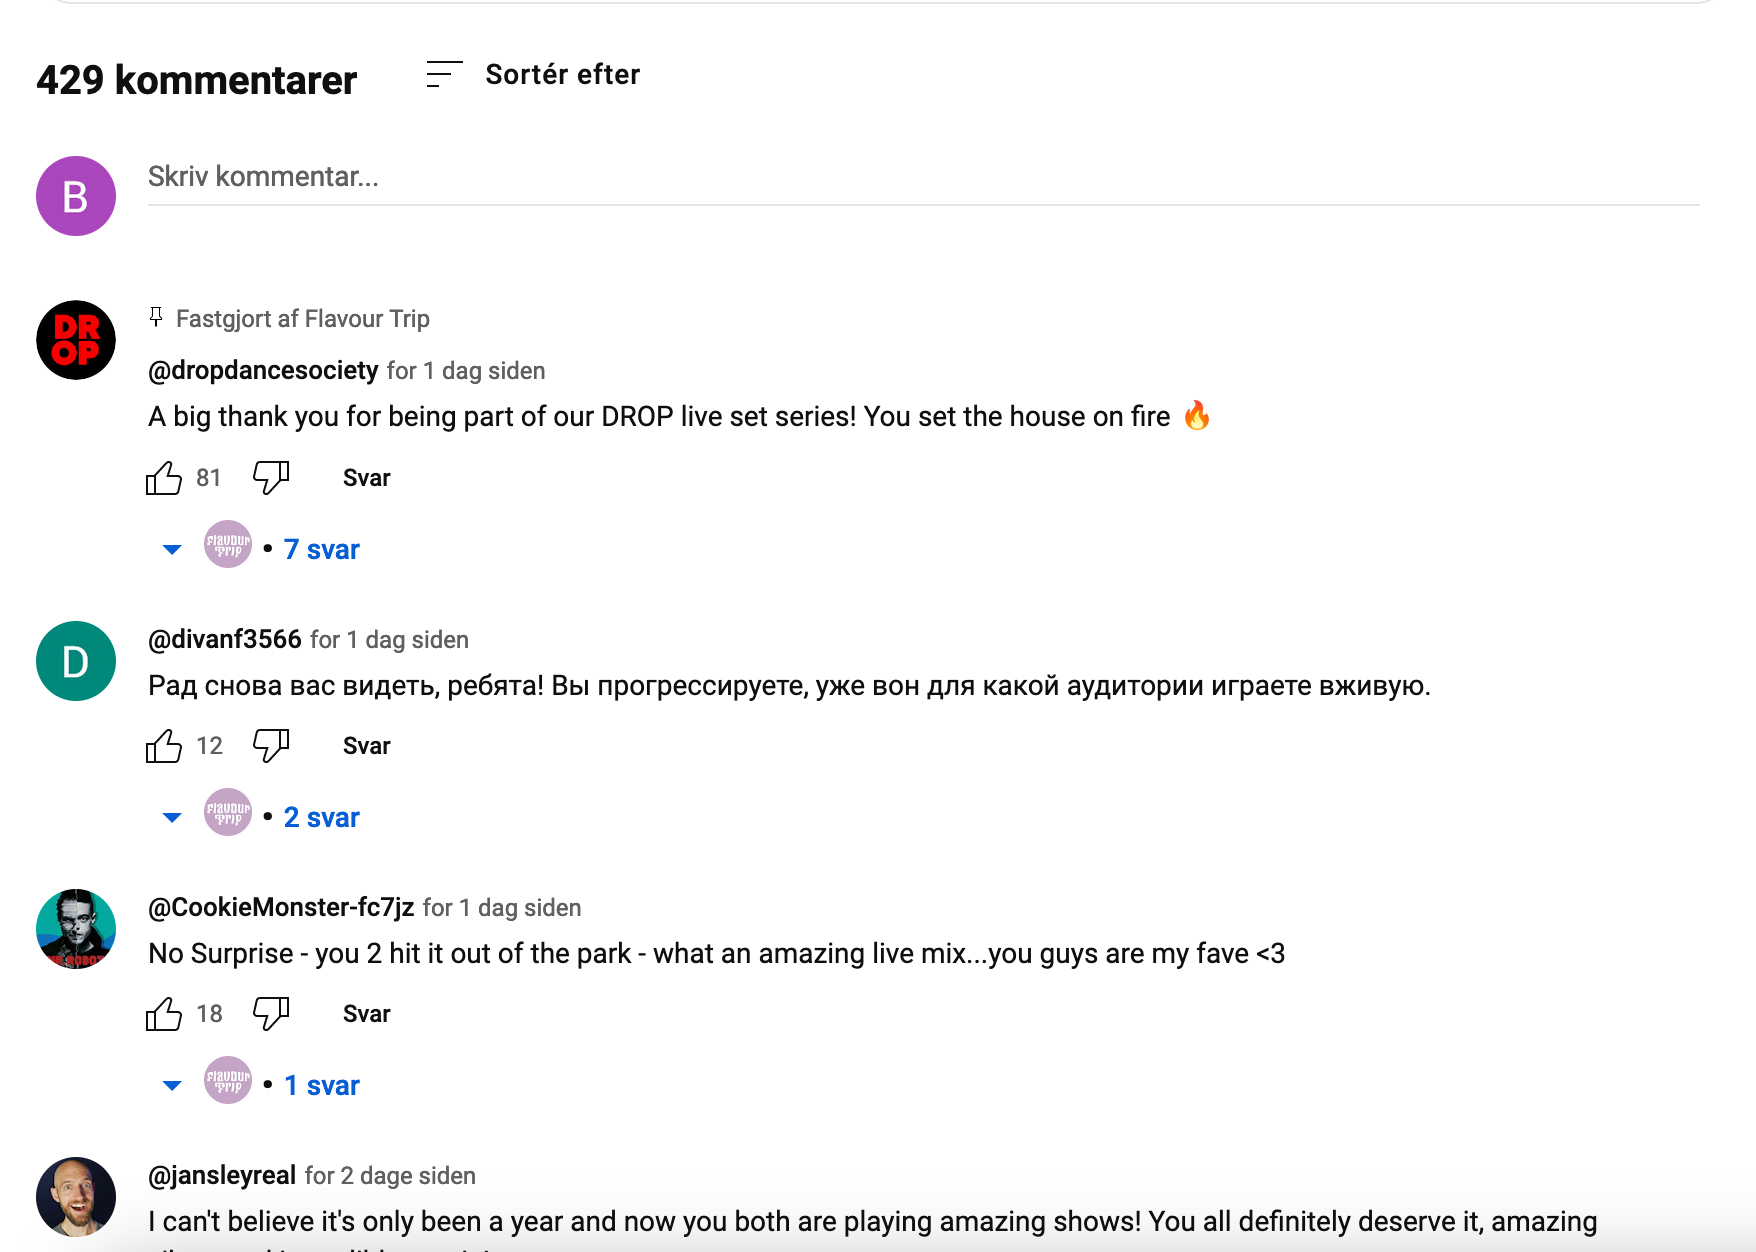 429 kommentarer
Sortér efter
B
Skriv kommentar...
DR
OP
Fastgjort af Flavour Trip
@dropdancesociety for 1 dag siden
A big thank you for being part of our DROP live set series! You set the house on fire 🔥
81
Svar
Flavour
Trip
• 7 svar
D
@divanf3566 for 1 dag siden
Рад снова вас видеть, ребята! Вы прогрессируете, уже вон для какой аудитории играете вживую.
12
Svar
Flavour
Trip
• 2 svar
MR ROBOT
@CookieMonster-fc7jz for 1 dag siden
No Surprise - you 2 hit it out of the park - what an amazing live mix...you guys are my fave <3
18
Svar
Flavour
Trip
• 1 svar
@jansleyreal for 2 dage siden
I can't believe it's only been a year and now you both are playing amazing shows! You all definitely deserve it, amazing